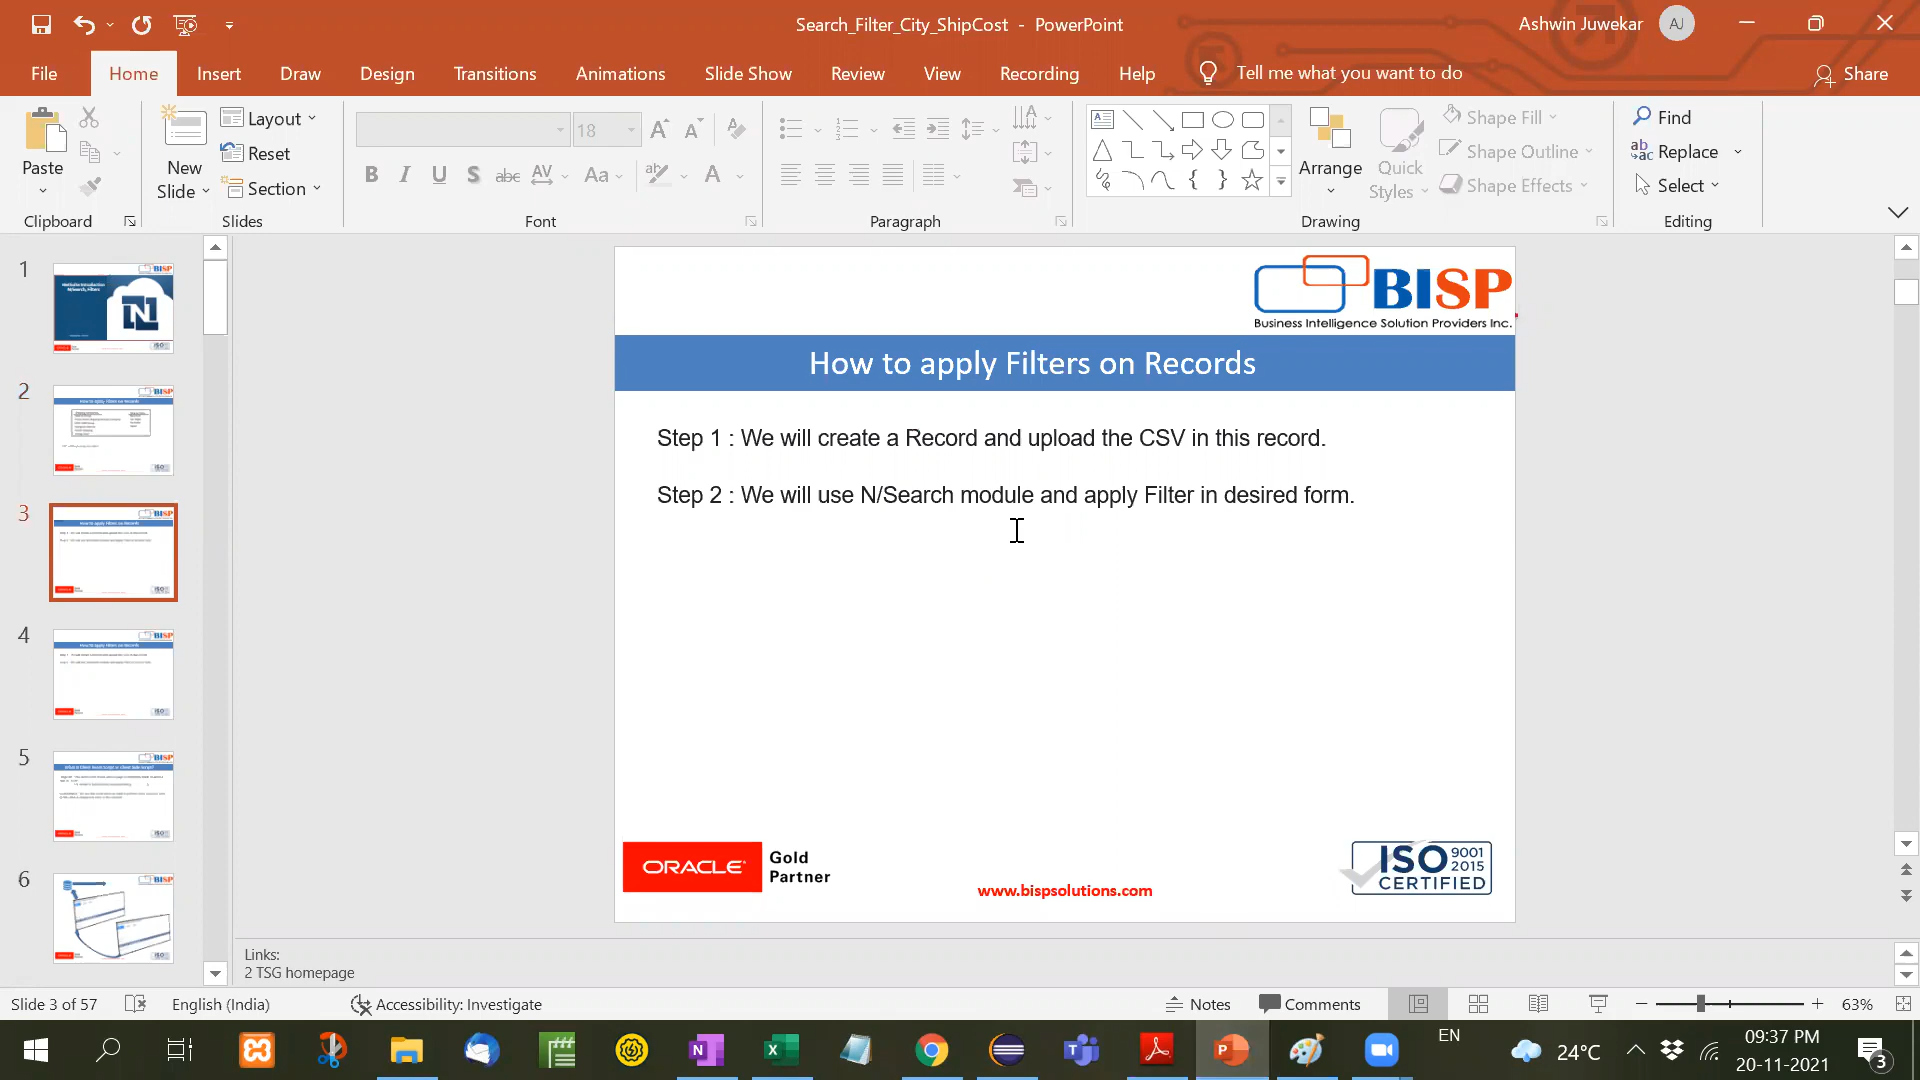 Search_Filter_City_ShipCost - PowerPoint
Ashwin Juwekar
AJ
File
Home
Insert
Draw
Design
Transitions
Animations
Slide Show
Review
View
Recording
Help
Tell me what you want to do
Share
Paste
New
Slide
Layout
Reset
Section
18
B
I
U
S
abc
AV
Aa
A
Arrange
Quick
Styles
Shape Fill
Shape Outline
Shape Effects
Find
Replace
Select
Clipboard
Slides
Font
Paragraph
Drawing
Editing
1
2
3
4
5
6
BISP
Business Intelligence Solution Providers Inc.
How to apply Filters on Records
Step 1 : We will create a Record and upload the CSV in this record.
Step 2 : We will use N/Search module and apply Filter in desired form.
ORACLE
Gold
Partner
www.bispsolutions.com
ISO 9001
2015
CERTIFIED
Links:
2 TSG homepage
Slide 3 of 57
English (India)
Accessibility: Investigate
Notes
Comments
63%
EN
24°C
09:37 PM
20-11-2021
3